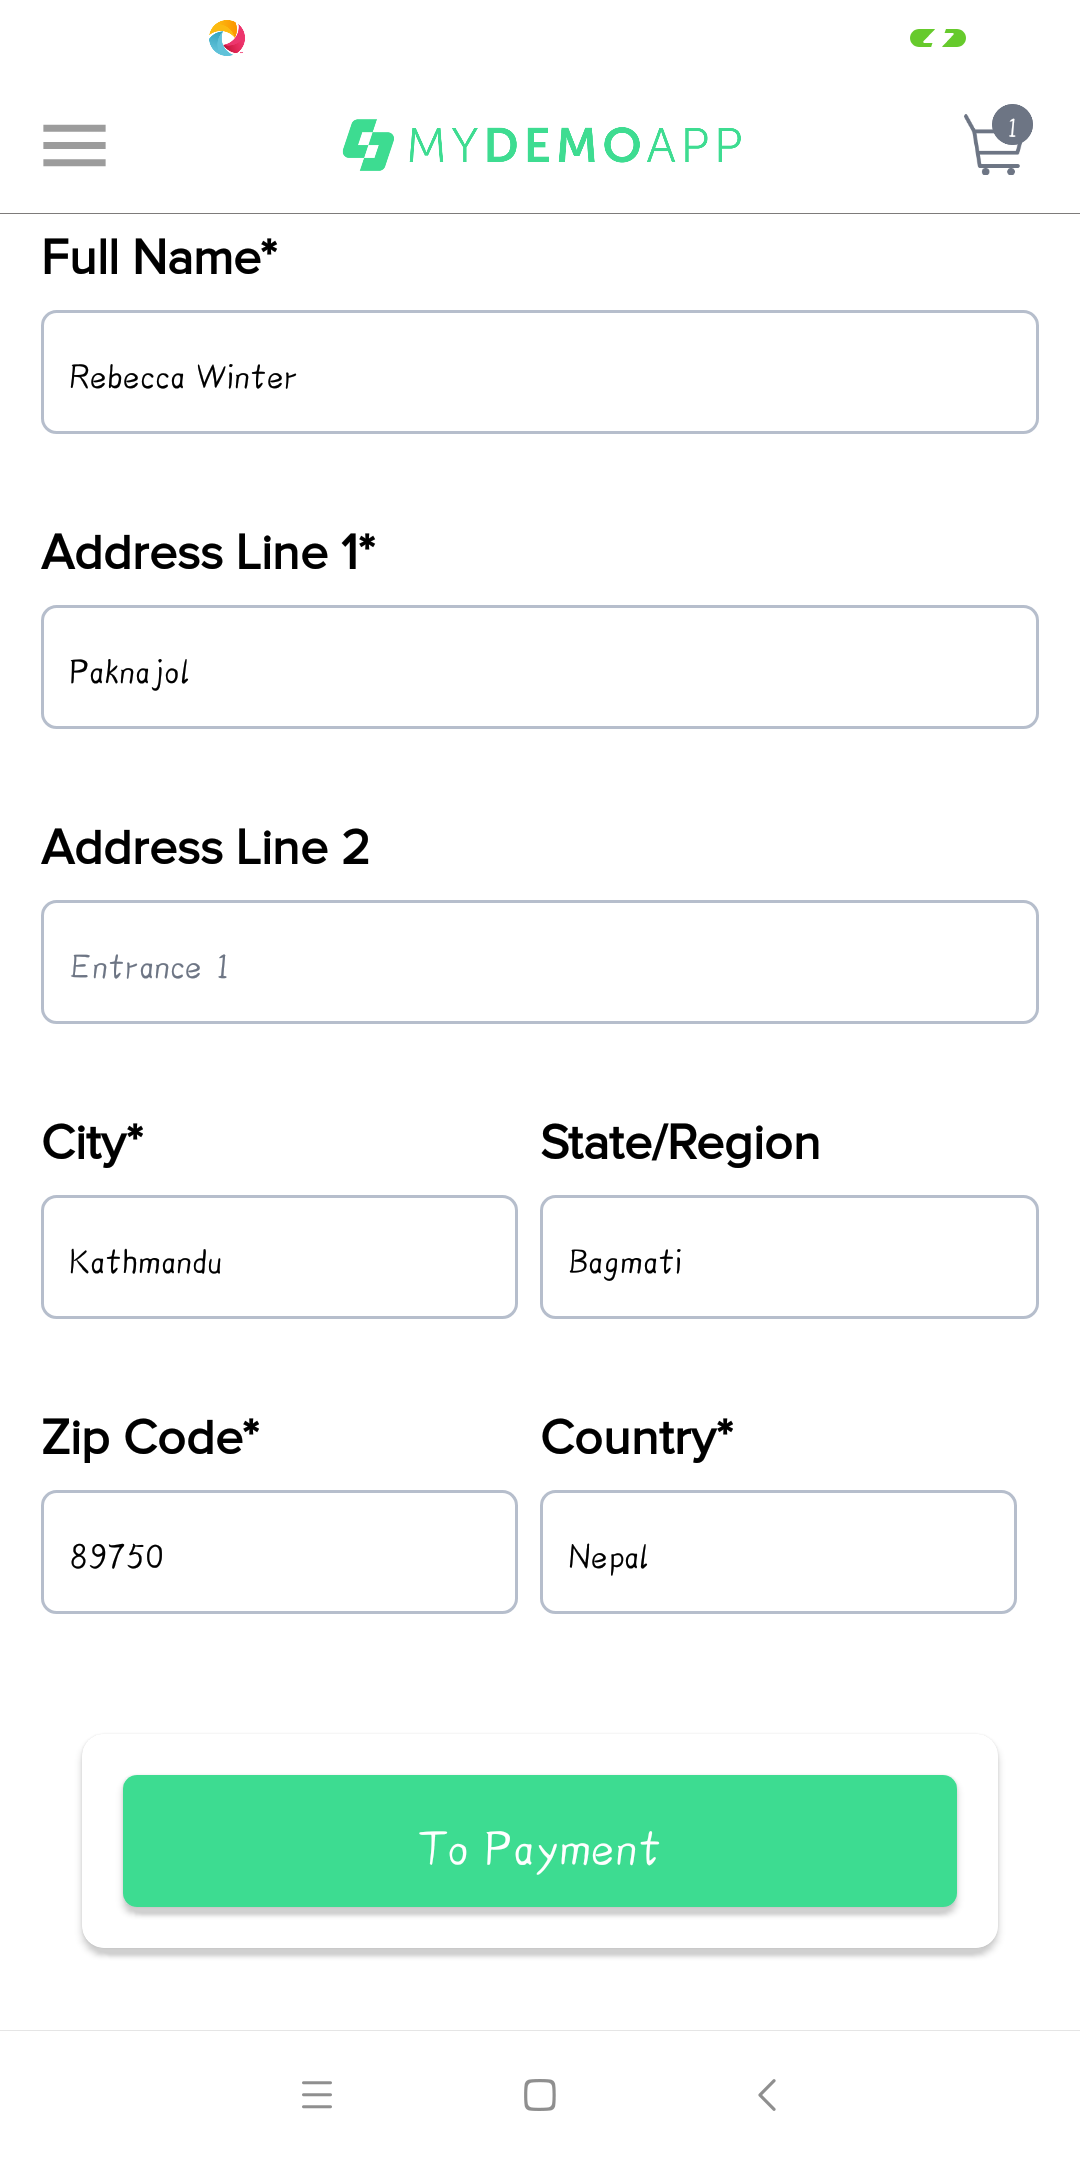 MYDEMOAPP
1
Full Name*
Rebecca Winter
Address Line 1*
Paknajol
Address Line 2
Entrance 1
City* State/Region
Kathmandu Bagmati
Zip Code* Country*
89750 Nepal
To Payment